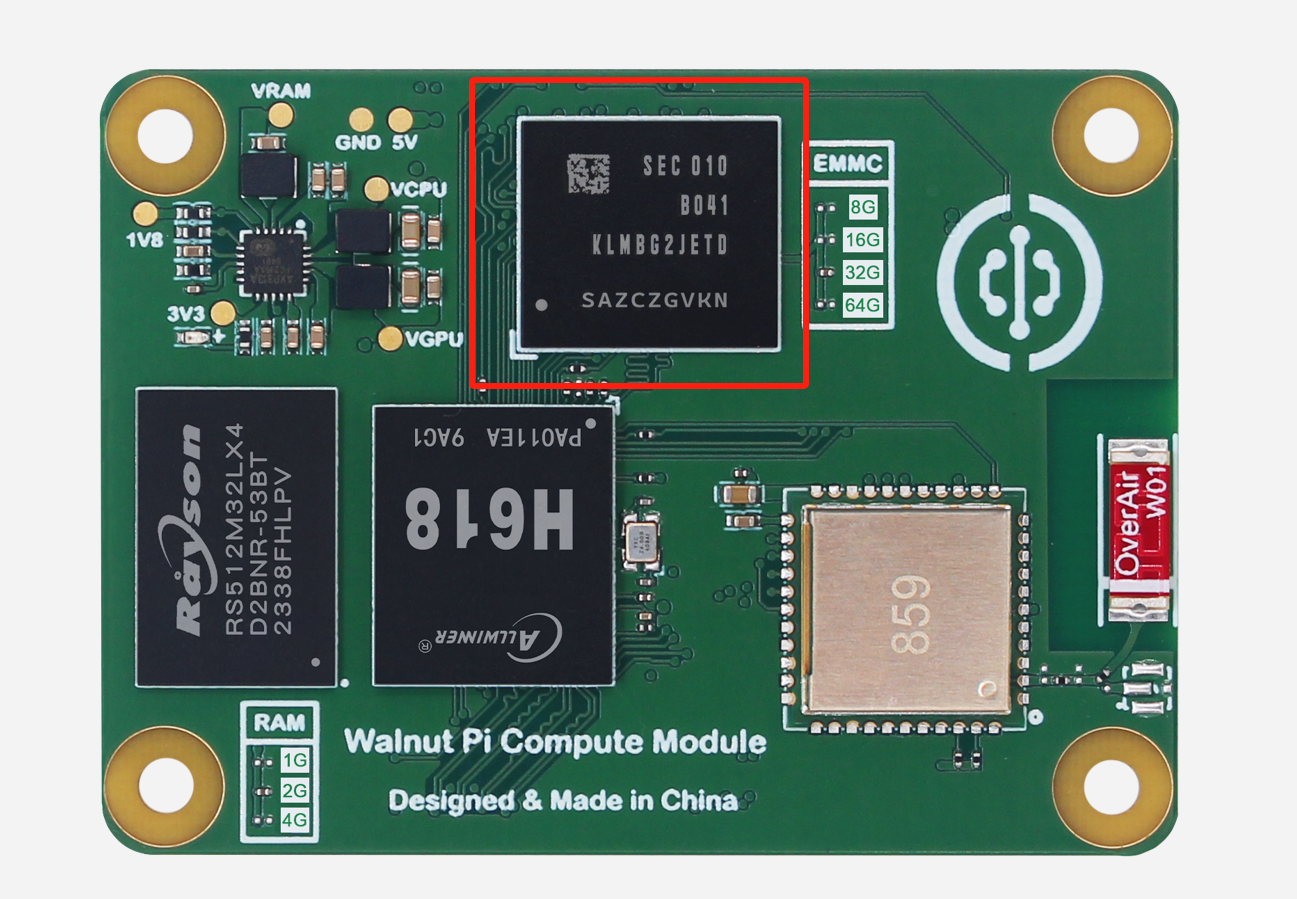 VRAM
GND 5V
VCPU
1V8
3V3
+
VGPU
SEC 010
B041
KLMBG2JETD
SAZCZGVKN
EMMC
8G
16G
32G
64G
Rayson
RS512M32LX4
D2BNR-53BT
2338FHLPV
PA011EA 9AC1
H618
ALLWINNER®
859
OverAir
W01
RAM
1G
2G
4G
Walnut Pi Compute Module
Designed & Made in China